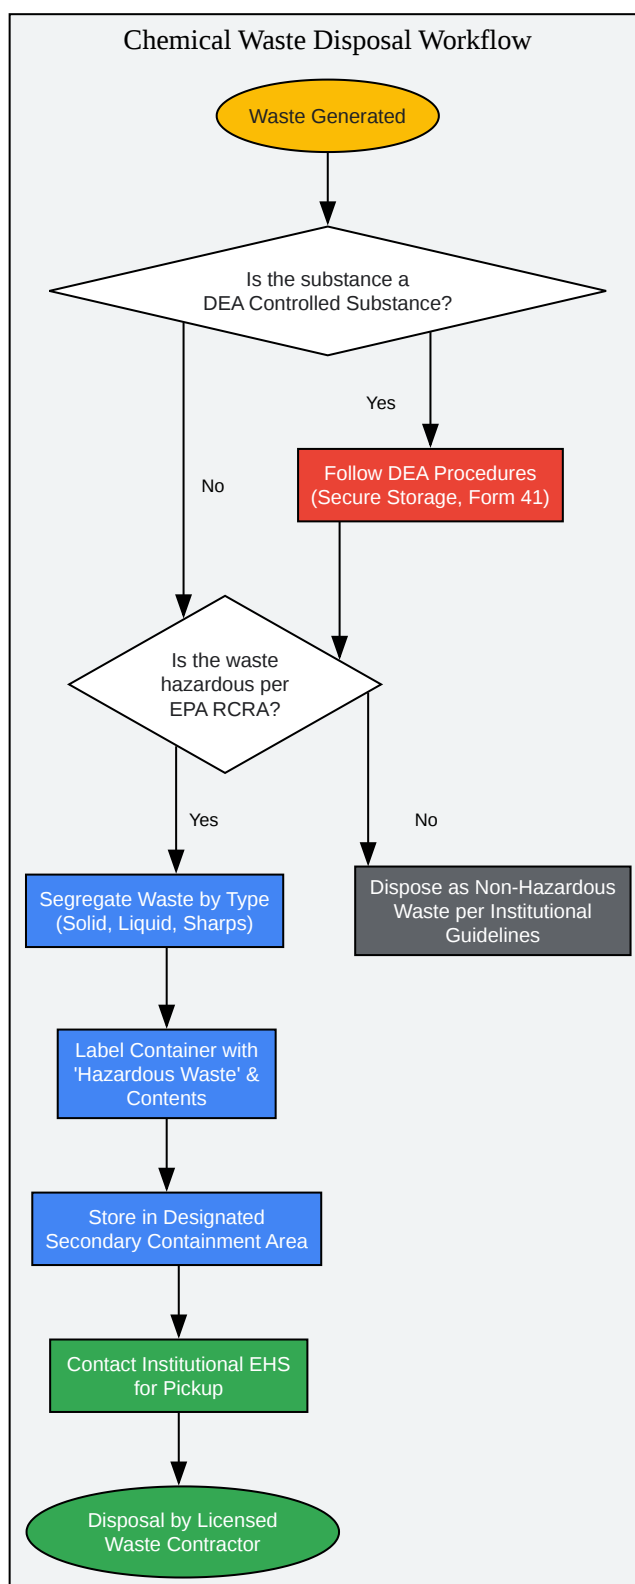 Chemical Waste Disposal Workflow
Waste Generated
Is the substance a
DEA Controlled Substance?
Yes
Follow DEA Procedures
(Secure Storage, Form 41)
No
Is the waste
hazardous per
EPA RCRA?
Yes
No
Segregate Waste by Type
(Solid, Liquid, Sharps)
Dispose as Non-Hazardous
Waste per Institutional
Guidelines
Label Container with
'Hazardous Waste' &
Contents
Store in Designated
Secondary Containment Area
Contact Institutional EHS
for Pickup
Disposal by Licensed
Waste Contractor